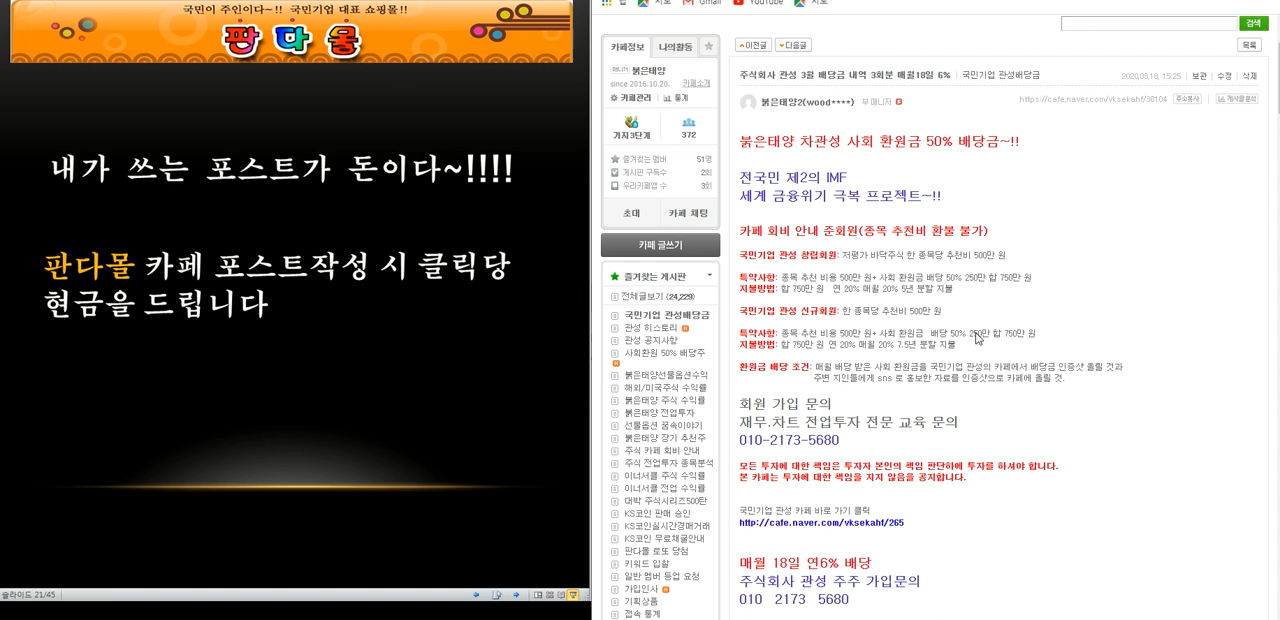 국민이 주인이다~!! 국민기업 대표 쇼핑몰!!
판다몰
내가 쓰는 포스트가 돈이다~!!!!
판다몰 카페 포스트작성 시 클릭당
현금을 드립니다
슬라이드 21/45
Gmail
YouTube
지도
검색
카페정보
나의활동
붉은태양
since 2016.10.20.
카페소개
카페관리
통계
가지3단계
372
즐겨찾는 멤버 51명
게시판 구독수 2회
우리카페앱 수 3회
초대
카페 채팅
카페 글쓰기
즐겨찾는 게시판
전체글보기 (24,229)
국민기업 관성배당금
관성 히스토리
관성 공지사항
사회환원 50% 배당주
붉은태양선물옵션수익
해외/미국주식 수익률
붉은태양 주식 수익률
붉은태양 전업투자
선물옵션 꿈속이야기
붉은태양 장기 추천주
주식 카페 회비 안내
주식 전업투자 종목분석
이너서클 주식 수익률
이너서클 전업 수익률
대박 주식시리즈500탄
KS코인 판매 승인
KS코인실시간경매거래
KS코인 무료채굴안내
판다몰 로또 당첨
키워드 입찰
일반 멤버 등업 요청
가입인사
기획상품
접속 통계
이전글
다음글
목록
주식회사 관성 3월 배당금 내역 3회분 매월18일 6%
국민기업 관성배당금
2020.03.18. 15:25
보관
수정
삭제
붉은태양2(wood****)
부매니저
https://cafe.naver.com/vksekahf/30104
주소복사
게시글 분석
붉은태양 차관성 사회 환원금 50% 배당금~!!
전국민 제2의 IMF
세계 금융위기 극복 프로젝트~!!
카페 회비 안내 준회원(종목 추천비 환불 불가)
국민기업 관성 창립회원: 저평가 바닥주식 한 종목당 추천비 500만 원
특약사항: 종목 추천 비용 500만 원+ 사회 환원금 배당 50% 250만 합 750만 원
지불방법: 합 750만 원 연 20% 매월 20% 5년 분할 지불
국민기업 관성 신규회원: 한 종목당 추천비 500만 원
특약사항: 종목 추천 비용 500만 원+ 사회 환원금 배당 50% 250만 합 750만 원
지불방법: 합 750만 원 연 20% 매월 20% 7.5년 분할 지불
환원금 배당 조건: 매월 배당 받은 사회 환원금을 국민기업 관성의 카페에서 배당금 인증샷 올릴 것과
주변 지인들에게 sns 로 홍보한 자료를 인증샷으로 카페에 올릴 것.
회원 가입 문의
재무.차트 전업투자 전문 교육 문의
010-2173-5680
모든 투자에 대한 책임은 투자자 본인의 책임 판단하에 투자를 하셔야 합니다.
본 카페는 투자에 대한 책임을 지지 않음을 공지합니다.
국민기업 관성 카페 바로 가기 클릭
http://cafe.naver.com/vksekahf/265
매월 18일 연6% 배당
주식회사 관성 주주 가입문의
010 2173 5680